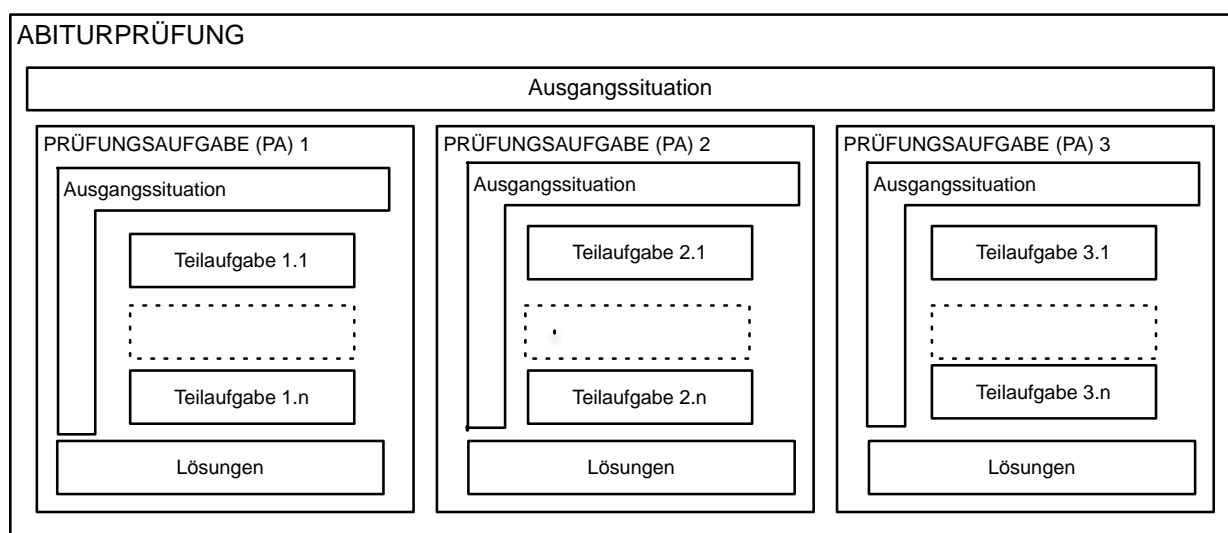 ABITURPRÜFUNG
Ausgangssituation
PRÜFUNGSAUFGABE (PA) 1
Ausgangssituation
Teilaufgabe 1.1
Teilaufgabe 1.n
Lösungen
PRÜFUNGSAUFGABE (PA) 2
Ausgangssituation
Teilaufgabe 2.1
Teilaufgabe 2.n
Lösungen
PRÜFUNGSAUFGABE (PA) 3
Ausgangssituation
Teilaufgabe 3.1
Teilaufgabe 3.n
Lösungen